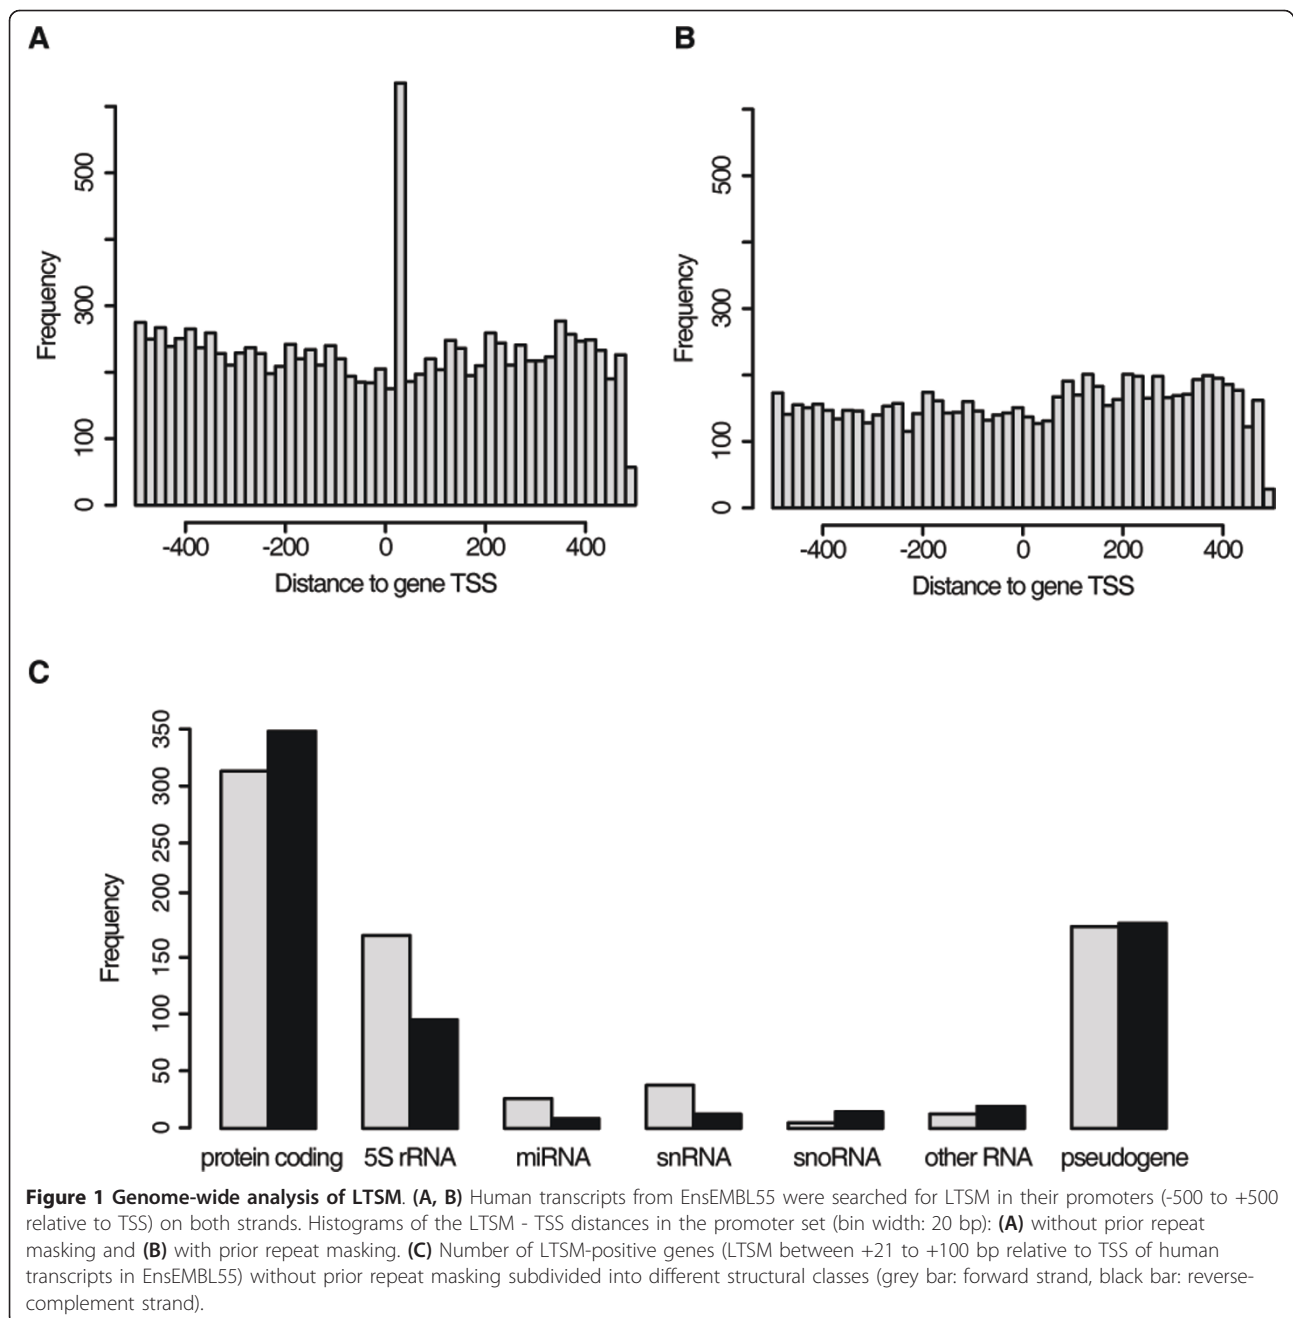 A
B
500
300
100
0
Frequency
-400 -200 0 200 400
Distance to gene TSS
500
300
100
0
Frequency
-400 -200 0 200 400
Distance to gene TSS
C
350
300
250
200
150
100
50
0
Frequency
protein coding 5S rRNA miRNA snRNA snoRNA other RNA pseudogene
Figure 1 Genome-wide analysis of LTSM. (A, B) Human transcripts from EnsEMBL55 were searched for LTSM in their promoters (-500 to +500
relative to TSS) on both strands. Histograms of the LTSM - TSS distances in the promoter set (bin width: 20 bp): (A) without prior repeat
masking and (B) with prior repeat masking. (C) Number of LTSM-positive genes (LTSM between +21 to +100 bp relative to TSS of human
transcripts in EnsEMBL55) without prior repeat masking subdivided into different structural classes (grey bar: forward strand, black bar: reverse-
complement strand).